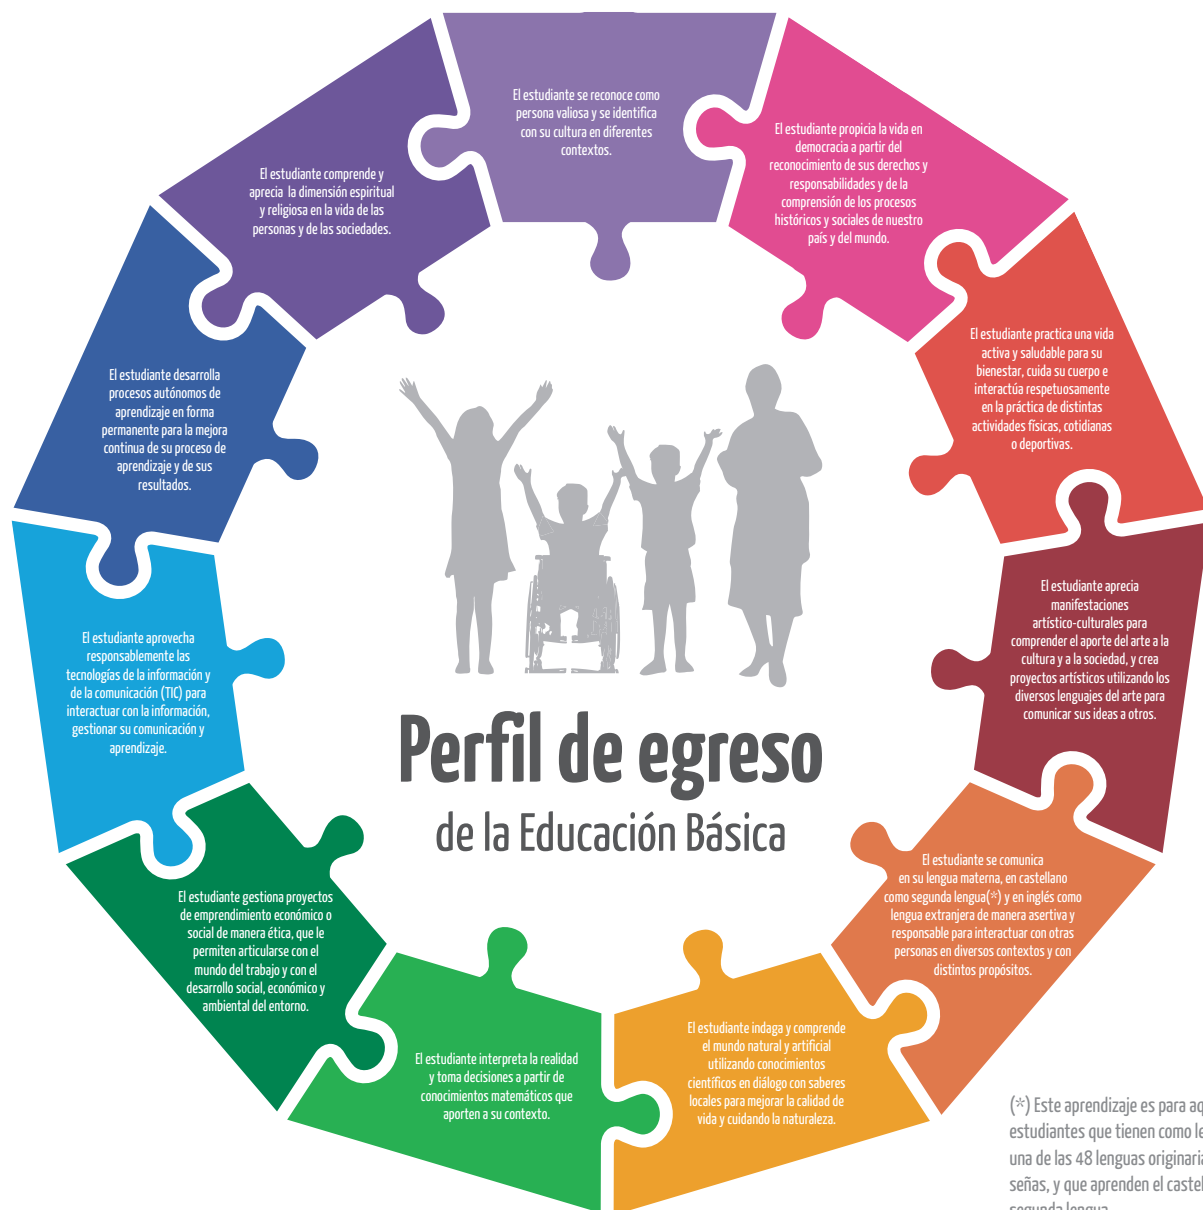 El estudiante se reconoce como
persona valiosa y se identifica
con su cultura en diferentes
contextos.
El estudiante propicia la vida en
democracia a partir del
reconocimiento de sus derechos y
responsabilidades y de la
comprensión de los procesos
históricos y sociales de nuestro
país y del mundo.
El estudiante practica una vida
activa y saludable para su
bienestar, cuida su cuerpo e
interactúa respetuosamente
en la práctica de distintas
actividades físicas, cotidianas
o deportivas.
El estudiante aprecia
manifestaciones
artístico-culturales para
comprender el aporte del arte a la
cultura y a la sociedad, y crea
proyectos artísticos utilizando los
diversos lenguajes del arte para
comunicar sus ideas a otros.
El estudiante se comunica
en su lengua materna, en castellano
como segunda lengua(*) y en inglés como
lengua extranjera de manera asertiva y
responsable para interactuar con otras
personas en diversos contextos y con
distintos propósitos.
El estudiante indaga y comprende
el mundo natural y artificial
utilizando conocimientos
científicos en diálogo con saberes
locales para mejorar la calidad de
vida y cuidando la naturaleza.
El estudiante interpreta la realidad
y toma decisiones a partir de
conocimientos matemáticos que
aporten a su contexto.
El estudiante gestiona proyectos
de emprendimiento económico o
social de manera ética, que le
permiten articularse con el
mundo del trabajo y con el
desarrollo social, económico y
ambiental del entorno.
El estudiante aprovecha
responsablemente las
tecnologías de la información y
de la comunicación (TIC) para
interactuar con la información,
gestionar su comunicación y
aprendizaje.
El estudiante desarrolla
procesos autónomos de
aprendizaje en forma
permanente para la mejora
continua de su proceso de
aprendizaje y de sus
resultados.
El estudiante comprende y
aprecia la dimensión espiritual
y religiosa en la vida de las
personas y de las sociedades.
Perfil de egreso
de la Educación Básica
(*) Este aprendizaje es para
estudiantes que tienen como
una de las 48 lenguas
señas, y que aprenden el
segunda lengua